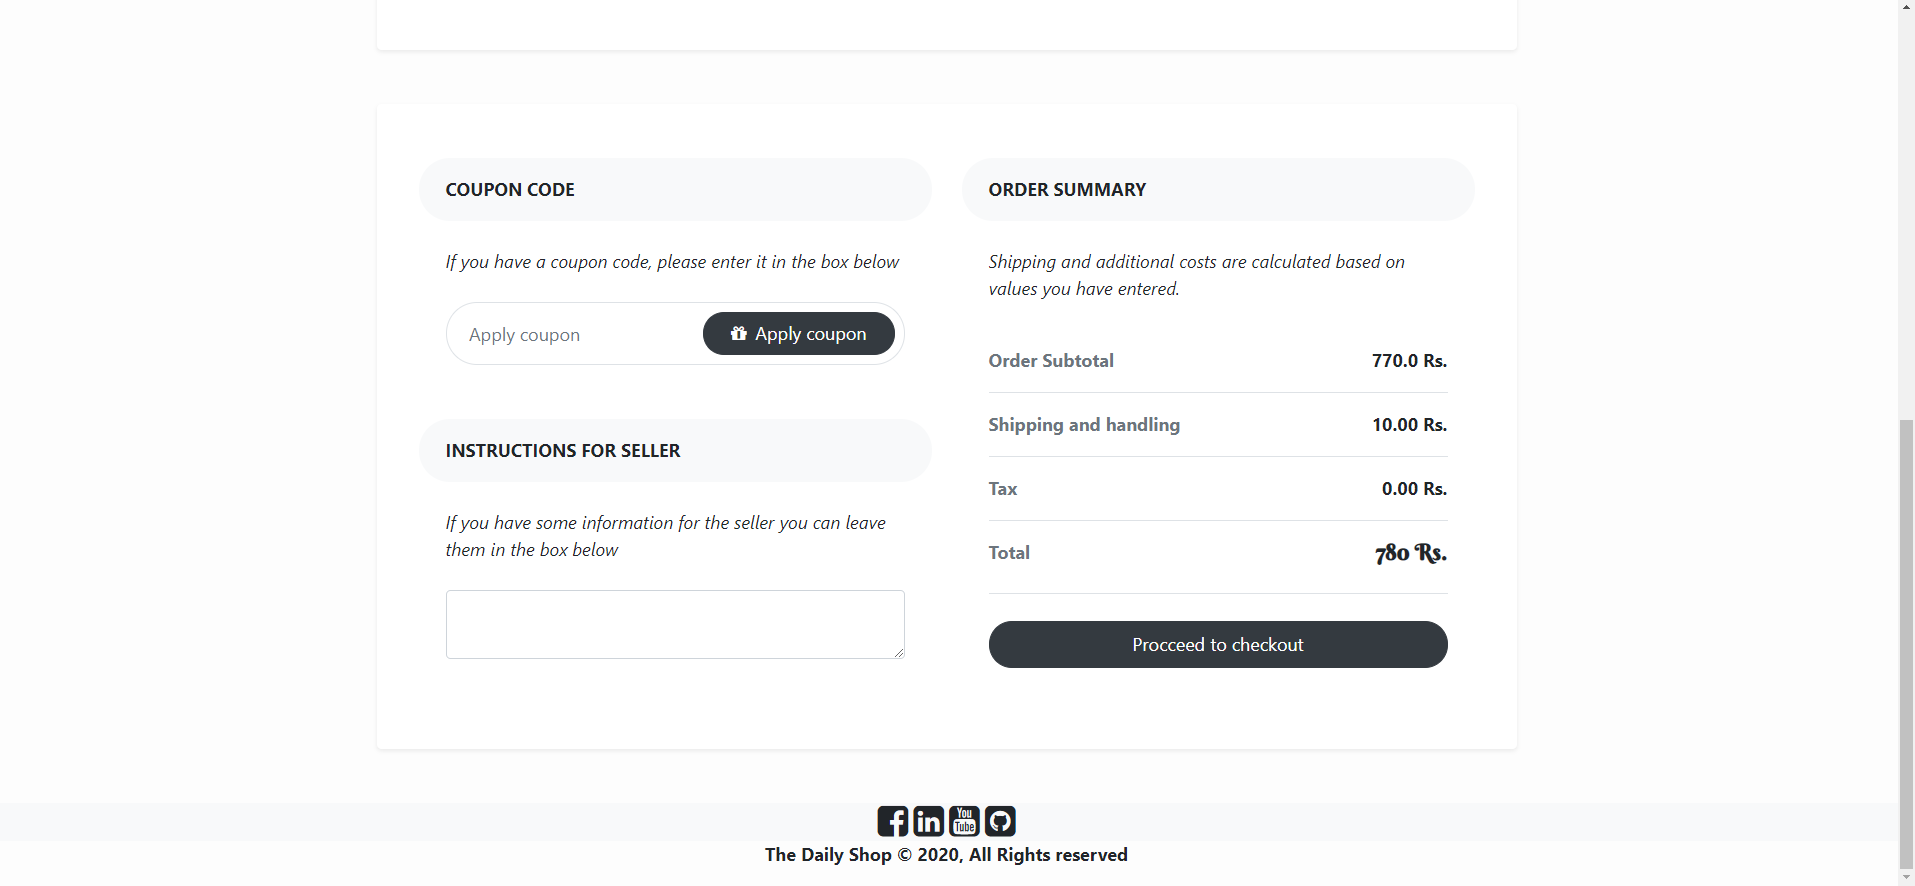 COUPON CODE
If you have a coupon code, please enter it in the box below
Apply coupon
Apply coupon
INSTRUCTIONS FOR SELLER
If you have some information for the seller you can leave
them in the box below
ORDER SUMMARY
Shipping and additional costs are calculated based on
values you have entered.
Order Subtotal 770.0 Rs.
Shipping and handling 10.00 Rs.
Tax 0.00 Rs.
Total 780 Rs.
Procceed to checkout
You
Tube
The Daily Shop © 2020, All Rights reserved